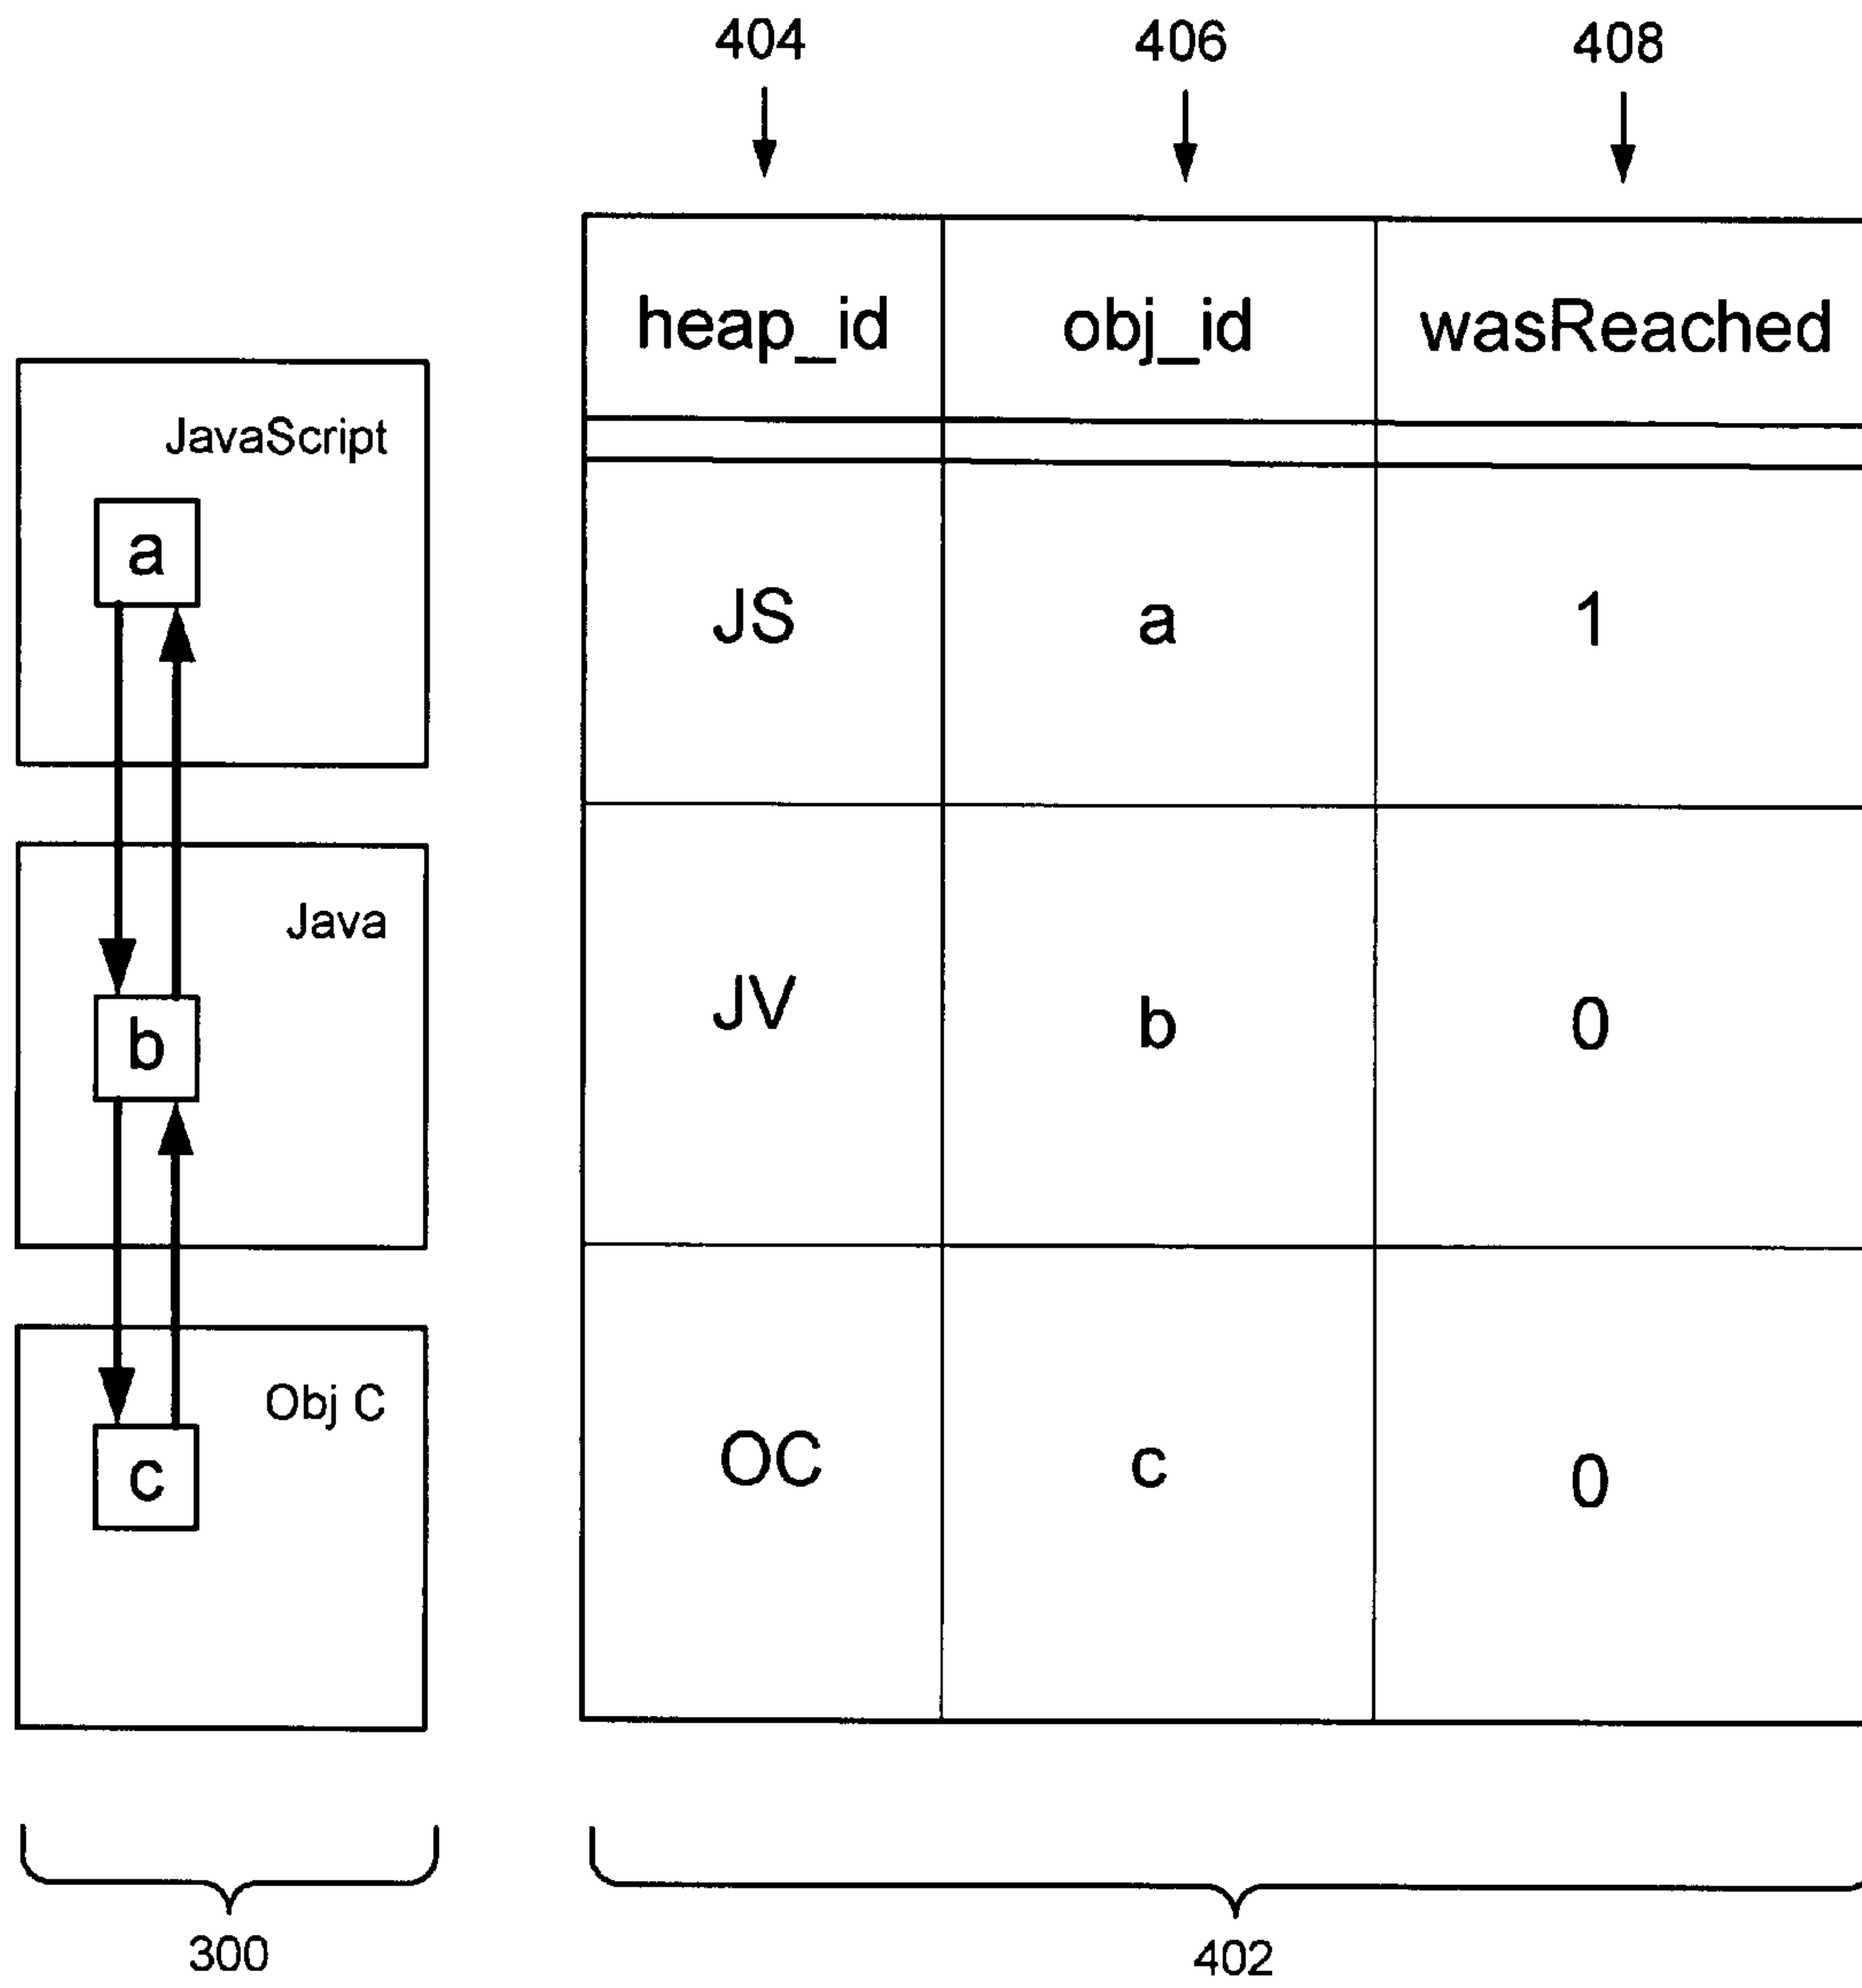 404 406 408
heap_id obj_id wasReached
JavaScript
a
JS a 1
Java
b
JV b 0
Obj C
c
OC c 0
300 402